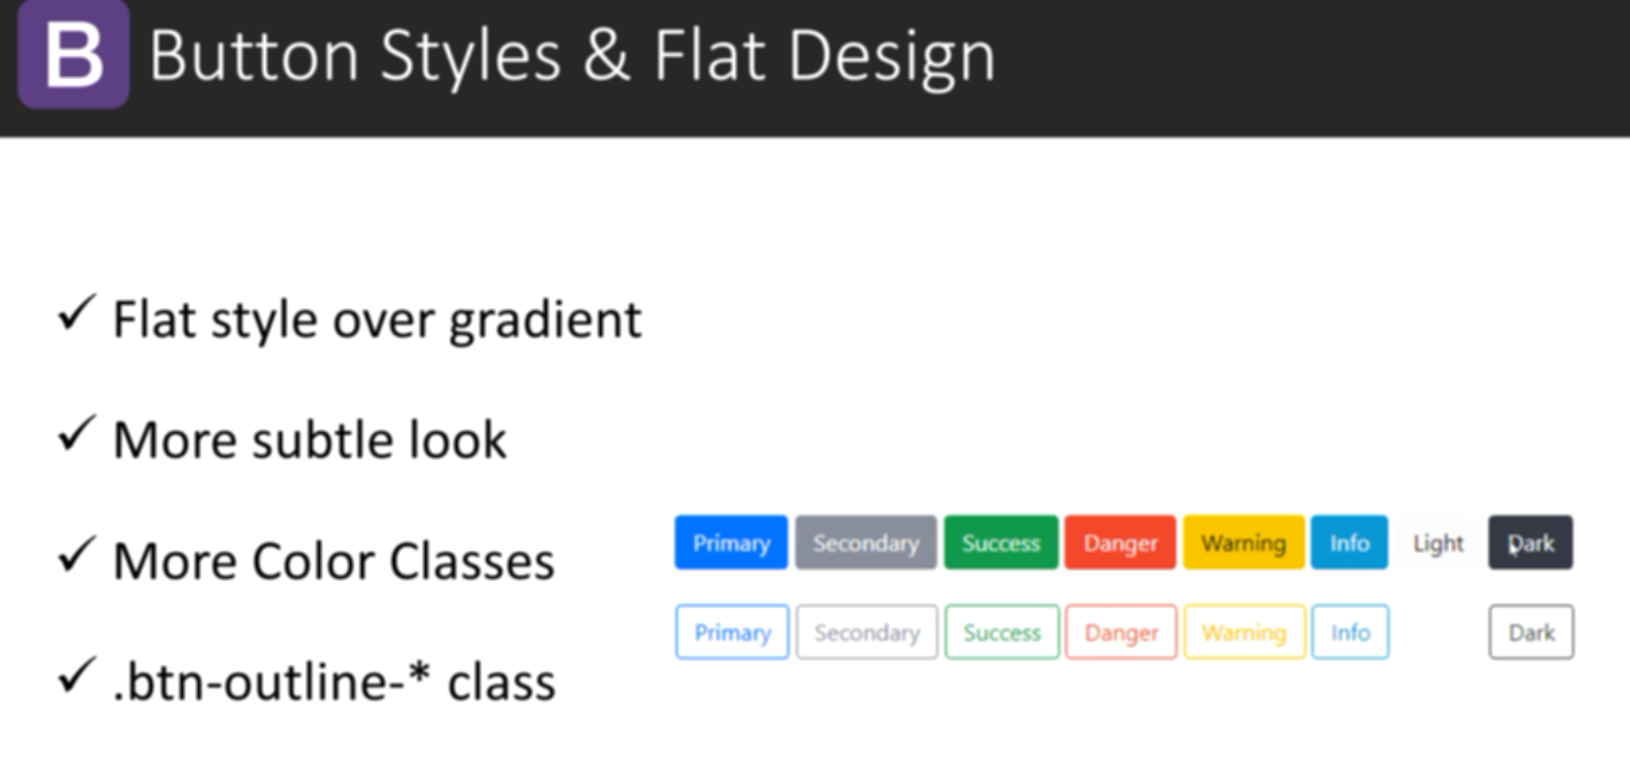 B Button Styles & Flat Design
✓ Flat style over gradient
✓ More subtle look
✓ More Color Classes
✓ .btn-outline-* class
Primary Secondary Success Danger Warning Info Light Dark
Primary Secondary Success Danger Warning Info Dark